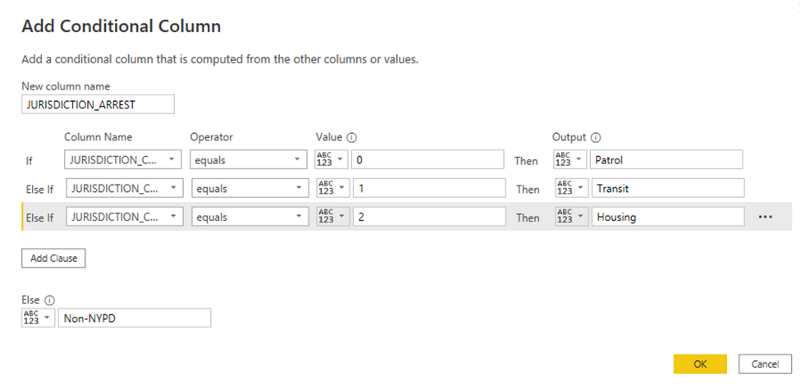 Add Conditional Column
Add a conditional column that is computed from the other columns or values.
New column name
JURISDICTION_ARREST
Column Name Operator Value Output
If JURISDICTION_C... equals ABC 123 0 Then ABC 123 Patrol
Else If JURISDICTION_C... equals ABC 123 1 Then ABC 123 Transit
Else If JURISDICTION_C... equals ABC 123 2 Then ABC 123 Housing ...
Add Clause
Else
ABC 123 Non-NYPD
OK Cancel